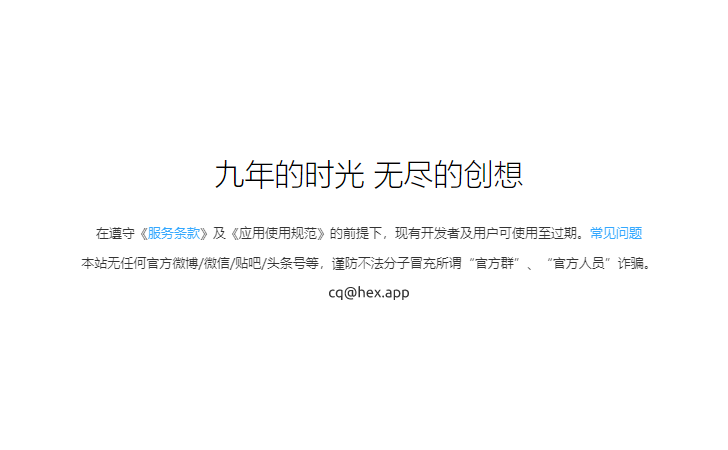 九年的时光 无尽的创想
在遵守《服务条款》及《应用使用规范》的前提下，现有开发者及用户可使用至过期。常见问题
本站无任何官方微博/微信/贴吧/头条号等，谨防不法分子冒充所谓“官方群”、“官方人员”诈骗。
cq@hex.app